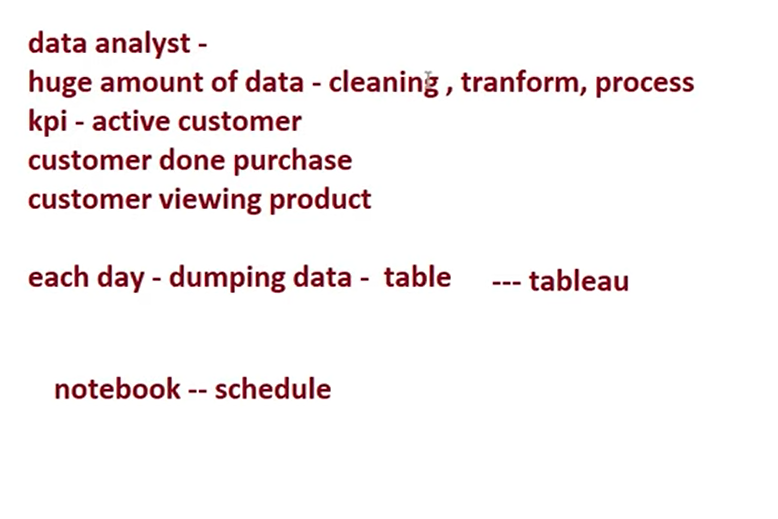 data analyst -
huge amount of data - cleaning , tranform, process
kpi - active customer
customer done purchase
customer viewing product
each day - dumping data - table --- tableau
notebook -- schedule